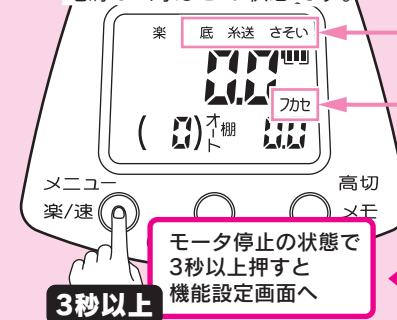 楽 底 糸送 さそい
0.0
フカセ
( 0) オート 棚 0.0
メニュー
楽/速
高切
メモ
モータ停止の状態で
3秒以上押すと
機能設定画面へ
3秒以上